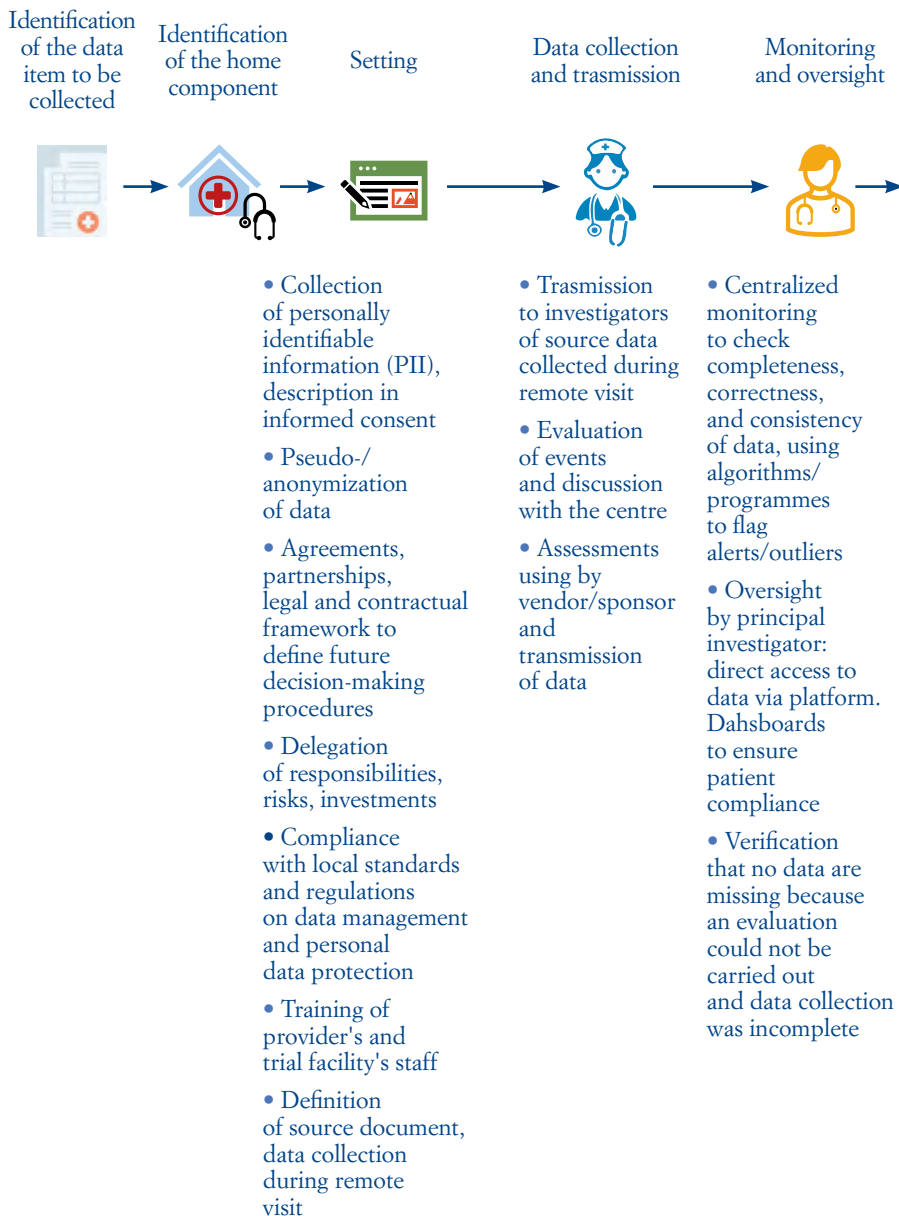 Identification
of the data
item to be
collected
Identification
of the home
component
Setting
Data collection
and trasmission
Monitoring
and oversight
• Collection
of personally
identifiable
information (PII),
description in
informed consent
• Pseudo-/
anonymization
of data
• Agreements,
partnerships,
legal and contractual
framework to
define future
decision-making
procedures
• Delegation
of responsibilities,
risks, investments
• Compliance
with local standards
and regulations
on data management
and personal
data protection
• Training of
provider's and
trial facility's staff
• Definition
of source document,
data collection
during remote
visit
• Trasmission
to investigators
of source data
collected during
remote visit
• Evaluation
of events
and discussion
with the centre
• Assessments
using by
vendor/sponsor
and
transmission
of data
• Centralized
monitoring
to check
completeness,
correctness,
and consistency
of data, using
algorithms/
programmes
to flag
alerts/outliers
• Oversight
by principal
investigator:
direct access to
data via platform.
Dahsboards
to ensure
patient
compliance
• Verification
that no data are
missing because
an evaluation
could not be
carried out
and data collection
was incomplete